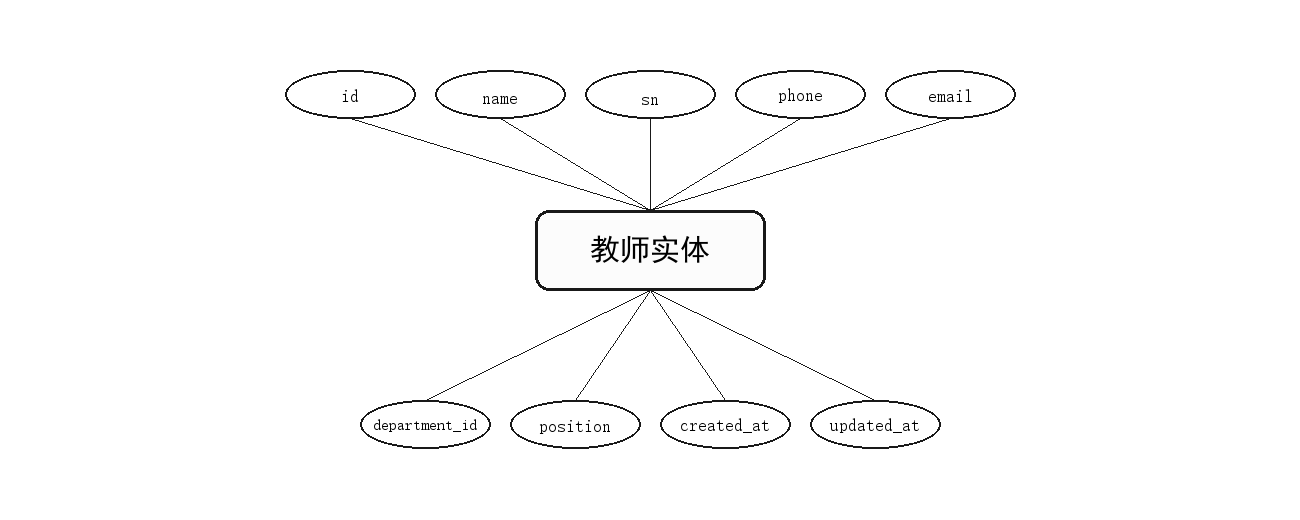 id
name
sn
phone
email
教师实体
department_id
position
created_at
updated_at